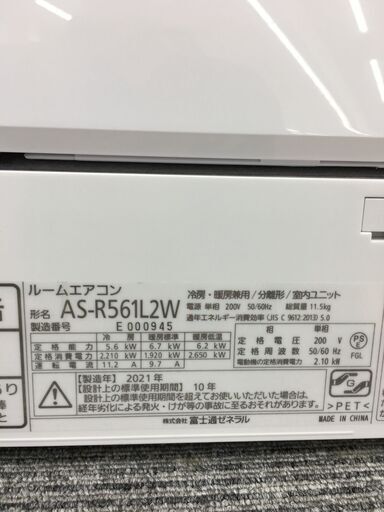 ルームエアコン
形名 AS-R561L2W
製造番号 E 000945
冷房・暖房兼用/分離形/室内ユニット
電源 単相 200V 50/60Hz 総質量 11.5kg
通年エネルギー消費効率 (JIS C 9612:2013) 5.0
冷 房 暖房標準 暖房低温
定 格 能 力 5.6 kW 6.7 kW 6.2 kW
定格消費電力 2.210 kW 1.920 kW 2.650 kW
運 転 電 流 11.2 A 9.7 A
相 単相
定 格 電 圧 200 V
定 格 周 波 数 50/60 Hz
電動機の定格消費電力 2.10 kW
PS E
FGL
【製造年】2021年
【設計上の標準使用期間】 10年
設計上の標準使用期間を超えてお使いいただいた場合は、
経年劣化による発火・けが等の事故に至るおそれがあります。
>PET<
株式会社 富士通ゼネラル
MADE IN CHINA